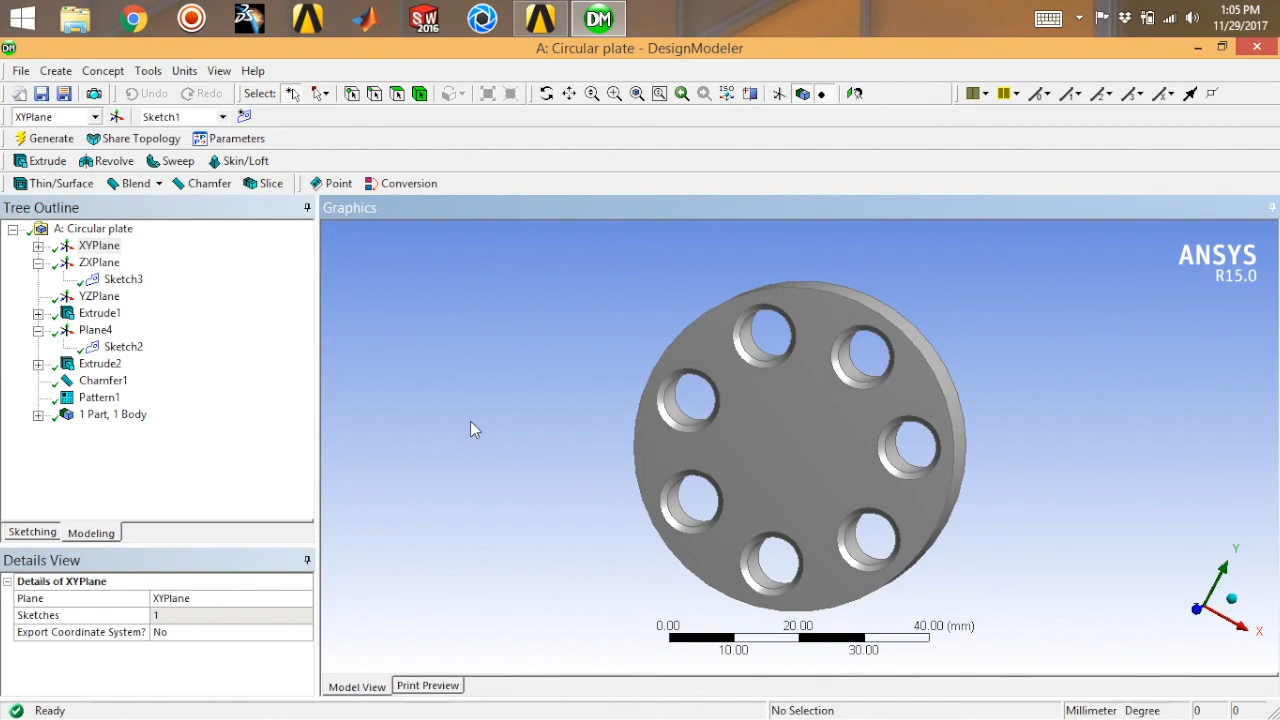 SW
2016
DM
1:05 PM
11/29/2017
DM
A: Circular plate - DesignModeler
File Create Concept Tools Units View Help
Undo Redo Select:
ISO
XYPlane Sketch1
Generate Share Topology Parameters
Extrude Revolve Sweep Skin/Loft
Thin/Surface Blend Chamfer Slice Point Conversion
Tree Outline
Graphics
A: Circular plate
XYPlane
ZXPlane
Sketch3
YZPlane
Extrude1
Plane4
Sketch2
Extrude2
Chamfer1
Pattern1
1 Part, 1 Body
Sketching Modeling
Details View
Details of XYPlane
Plane XYPlane
Sketches 1
Export Coordinate System? No
ANSYS
R15.0
Y
X
0.00 20.00 40.00 (mm)
10.00 30.00
Model View Print Preview
Ready
No Selection
Millimeter Degree 0 0